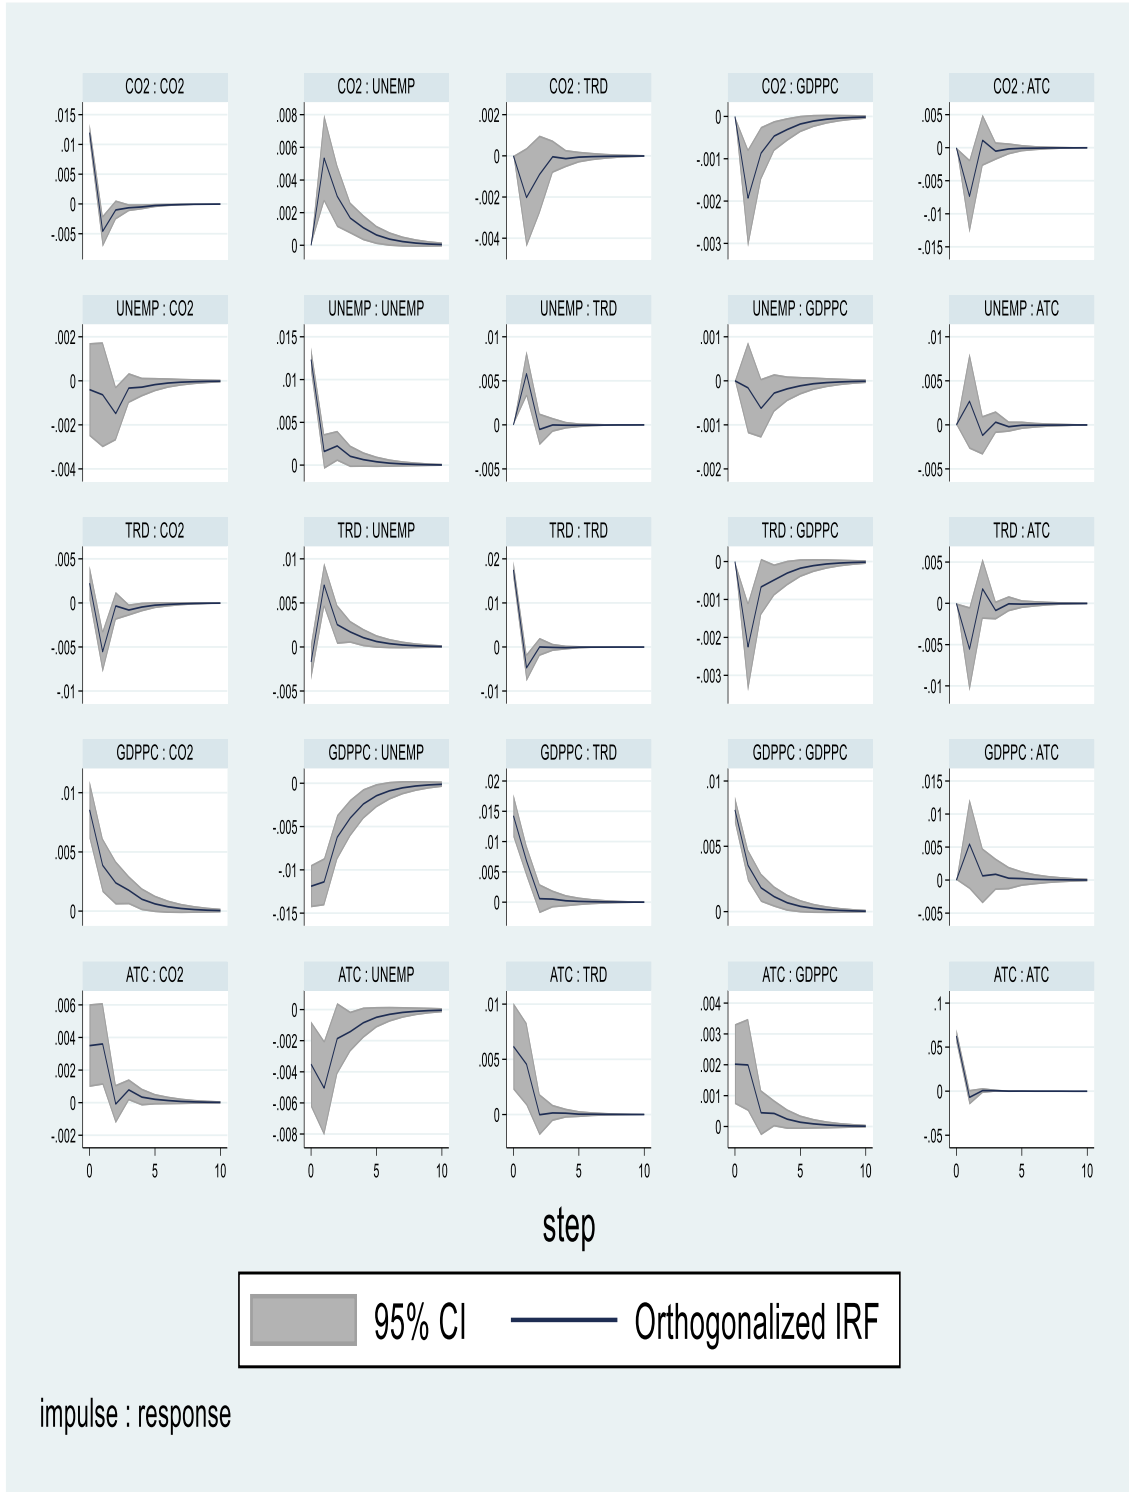 CO2 : CO2 CO2 : UNEMP CO2 : TRD CO2 : GDPPC CO2 : ATC
.015 .008 .002 0 .005
.01 .006 0 -.001 0
.005 .004 -.002 -.002 -.005
0 .002 -.004 -.003 -.01
-.005 0 -.015
UNEMP : CO2 UNEMP : UNEMP UNEMP : TRD UNEMP : GDPPC UNEMP : ATC
.002 .015 .01 .001 .01
0 .01 .005 0 .005
-.002 .005 0 -.001 0
-.004 0 -.005 -.002 -.005
TRD : CO2 TRD : UNEMP TRD : TRD TRD : GDPPC TRD : ATC
.005 .01 .02 0 .005
0 .005 .01 -.001 0
-.005 0 0 -.002 -.005
-.01 -.005 -.01 -.003 -.01
GDPPC : CO2 GDPPC : UNEMP GDPPC : TRD GDPPC : GDPPC GDPPC : ATC
.01 0 .02 .01 .015
.005 -.005 .015 .005 .01
0 -.01 .01 0 .005
-.015 .005 0
0 -.005
ATC : CO2 ATC : UNEMP ATC : TRD ATC : GDPPC ATC : ATC
.006 0 .01 .004 .1
.004 -.002 .005 .003 .05
.002 -.004 0 .002 0
0 -.006 .001 -.05
-.002 -.008 0
0 5 10 0 5 10 0 5 10 0 5 10 0 5 10
step
95% CI Orthogonalized IRF
impulse : response